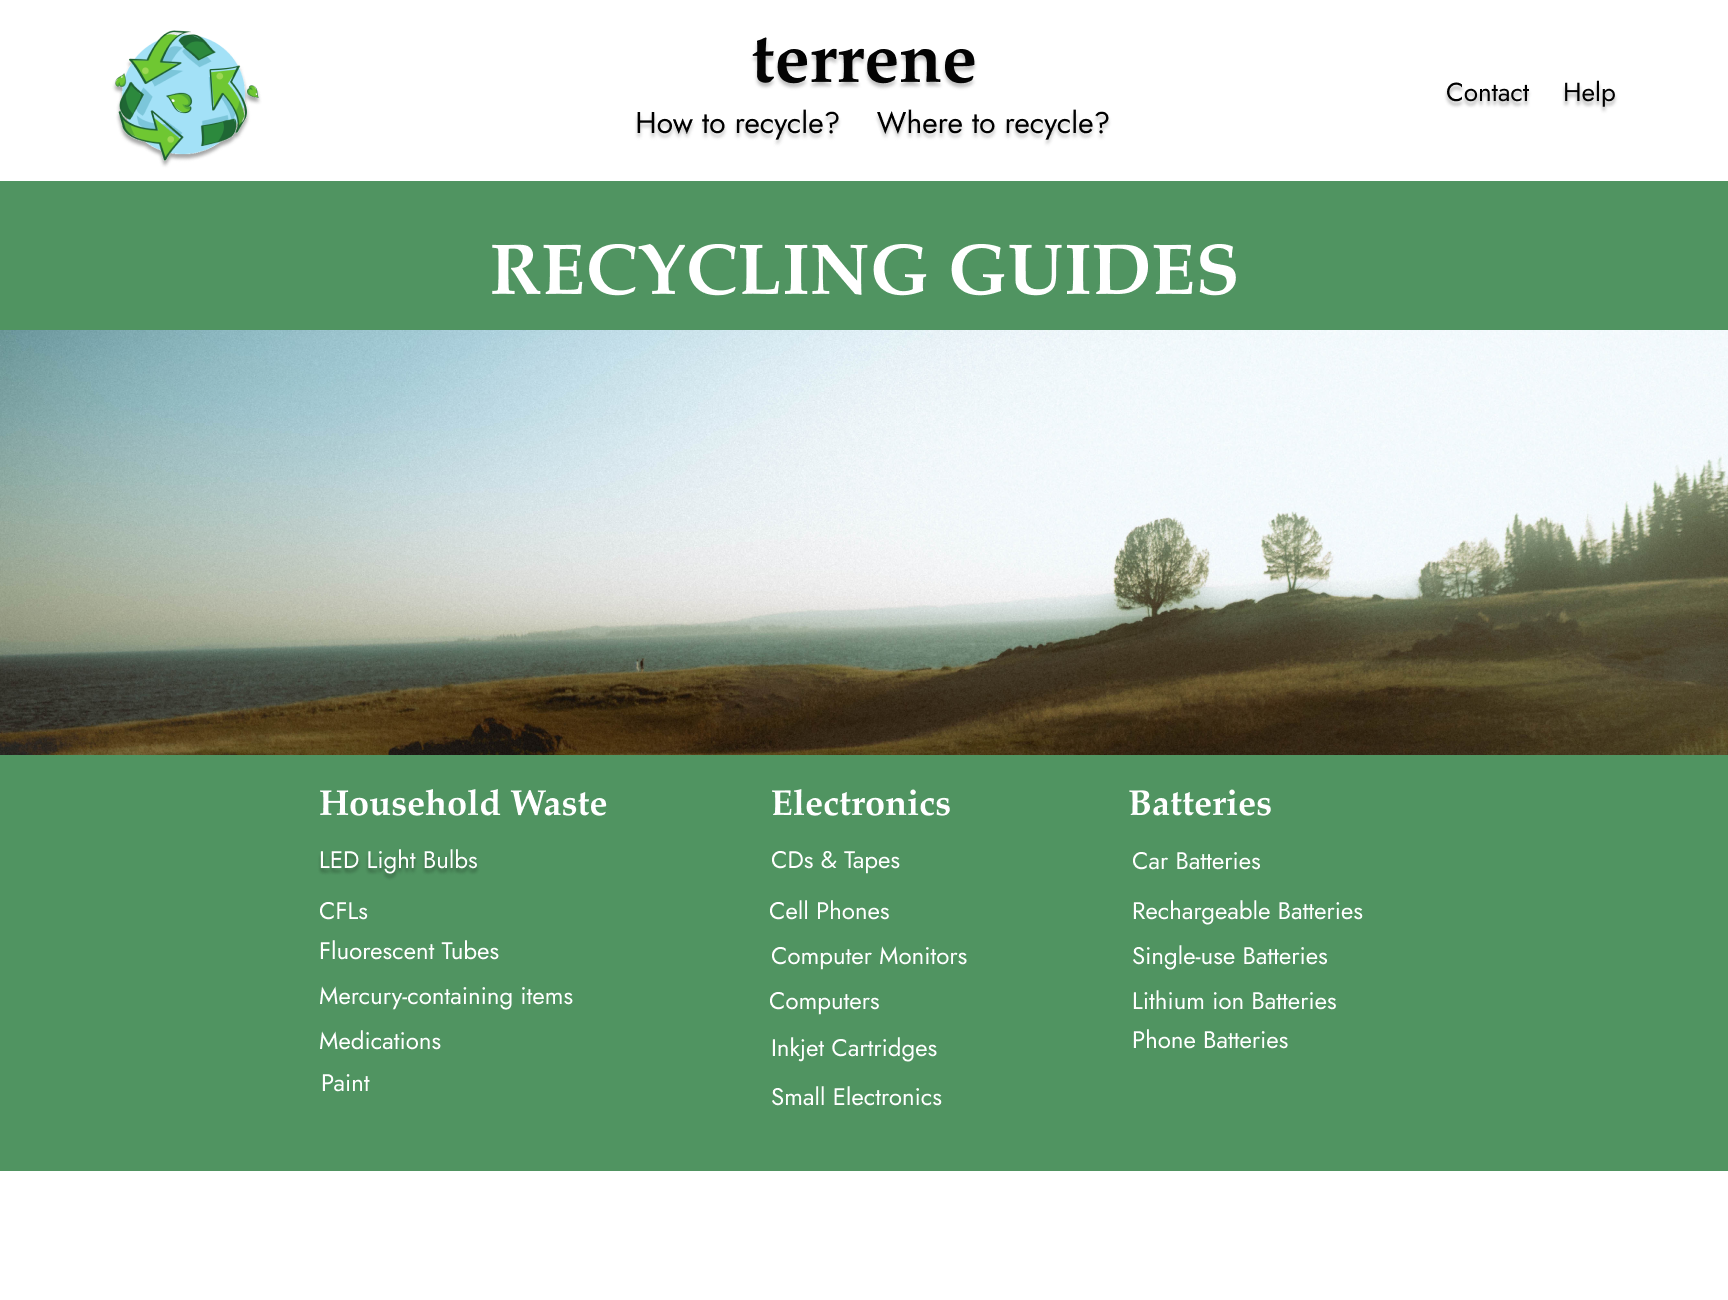 terrene
How to recycle? Where to recycle?
Contact Help
RECYCLING GUIDES
Household Waste
LED Light Bulbs
CFLs
Fluorescent Tubes
Mercury-containing items
Medications
Paint
Electronics
CDs & Tapes
Cell Phones
Computer Monitors
Computers
Inkjet Cartridges
Small Electronics
Batteries
Car Batteries
Rechargeable Batteries
Single-use Batteries
Lithium ion Batteries
Phone Batteries